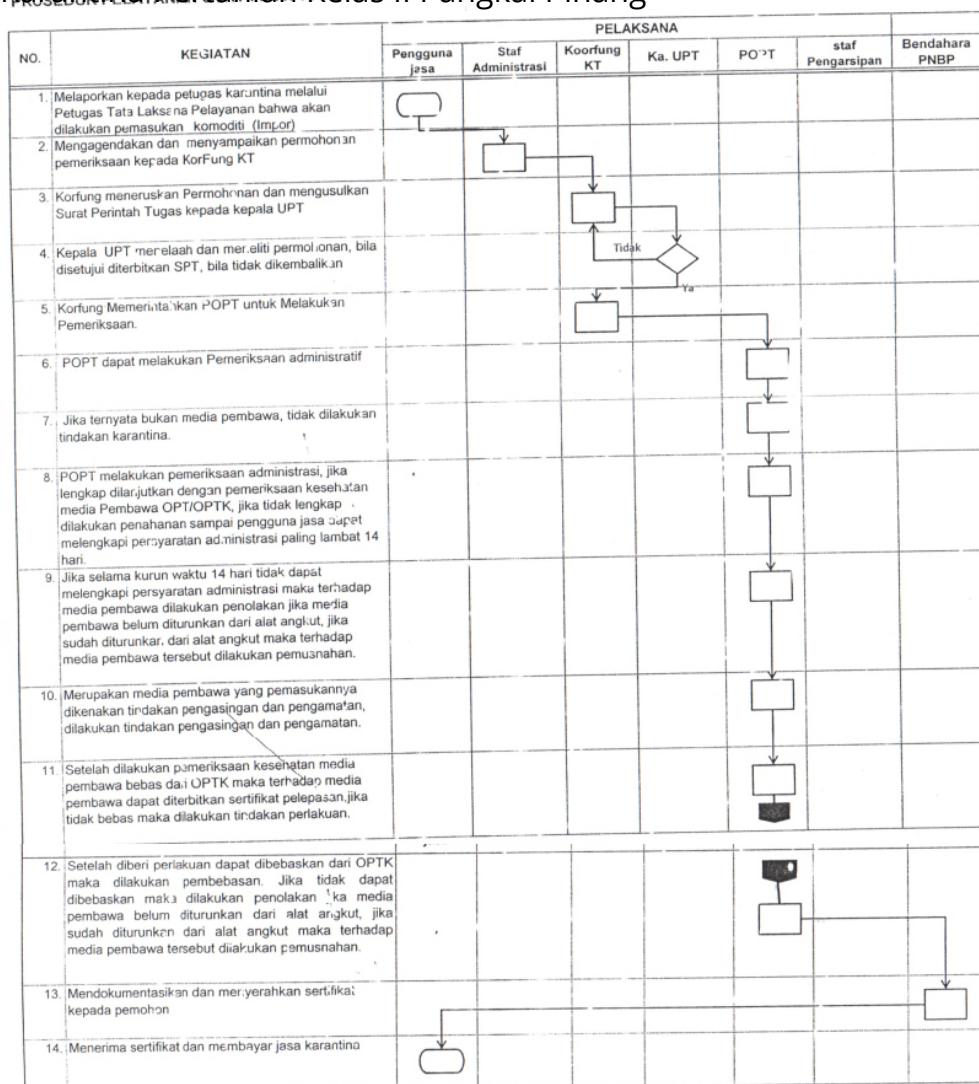 Kelas II Pangkal Pinang
PELAKSANA
NO.
KEGIATAN
Pengguna
jasa
Staf
Administrasi
Koorfung
KT
Ka. UPT
POPT
staf
Pengarsipan
Bendahara
PNBP
1. Melaporkan kepada petugas karantina melalui
Petugas Tata Laksana Pelayanan bahwa akan
dilakukan pemasukan komoditi (Impor)
2. Mengagendakan dan menyampaikan permohonan
pemeriksaan kepada KorFung KT
3. Korfung meneruskan Permohonan dan mengusulkan
Surat Perintah Tugas kepada kepala UPT
4. Kepala UPT menelaah dan meneliti permohonan, bila
disetujui diterbitkan SPT, bila tidak dikembalikan
Tidak
Ya
5. Korfung Memerintahkan POPT untuk Melakukan
Pemeriksaan.
6. POPT dapat melakukan Pemeriksaan administratif
7. Jika ternyata bukan media pembawa, tidak dilakukan
tindakan karantina.
8. POPT melakukan pemeriksaan administrasi, jika
lengkap dilanjutkan dengan pemeriksaan kesehatan
media Pembawa OPT/OPTK, jika tidak lengkap
dilakukan penahanan sampai pengguna jasa dapat
melengkapi persyaratan administrasi paling lambat 14
hari.
9. Jika selama kurun waktu 14 hari tidak dapat
melengkapi persyaratan administrasi maka terhadap
media pembawa dilakukan penolakan jika media
pembawa belum diturunkan dari alat angkut, jika
sudah diturunkan dari alat angkut maka terhadap
media pembawa tersebut dilakukan pemusnahan.
10. Merupakan media pembawa yang pemasukannya
dikenakan tindakan pengasingan dan pengamatan,
dilakukan tindakan pengasingan dan pengamatan.
11. Setelah dilakukan pemeriksaan kesehatan media
pembawa bebas dari OPTK maka terhadap media
pembawa dapat diterbitkan sertifikat pelepasan,jika
tidak bebas maka dilakukan tindakan perlakuan.
12. Setelah diberi perlakuan dapat dibebaskan dari OPTK
maka dilakukan pembebasan. Jika tidak dapat
dibebaskan maka dilakukan penolakan jika media
pembawa belum diturunkan dari alat angkut, jika
sudah diturunkan dari alat angkut maka terhadap
media pembawa tersebut dilakukan pemusnahan.
13. Mendokumentasikan dan menyerahkan sertifikat
kepada pemohon
14. Menerima sertifikat dan membayar jasa karantina